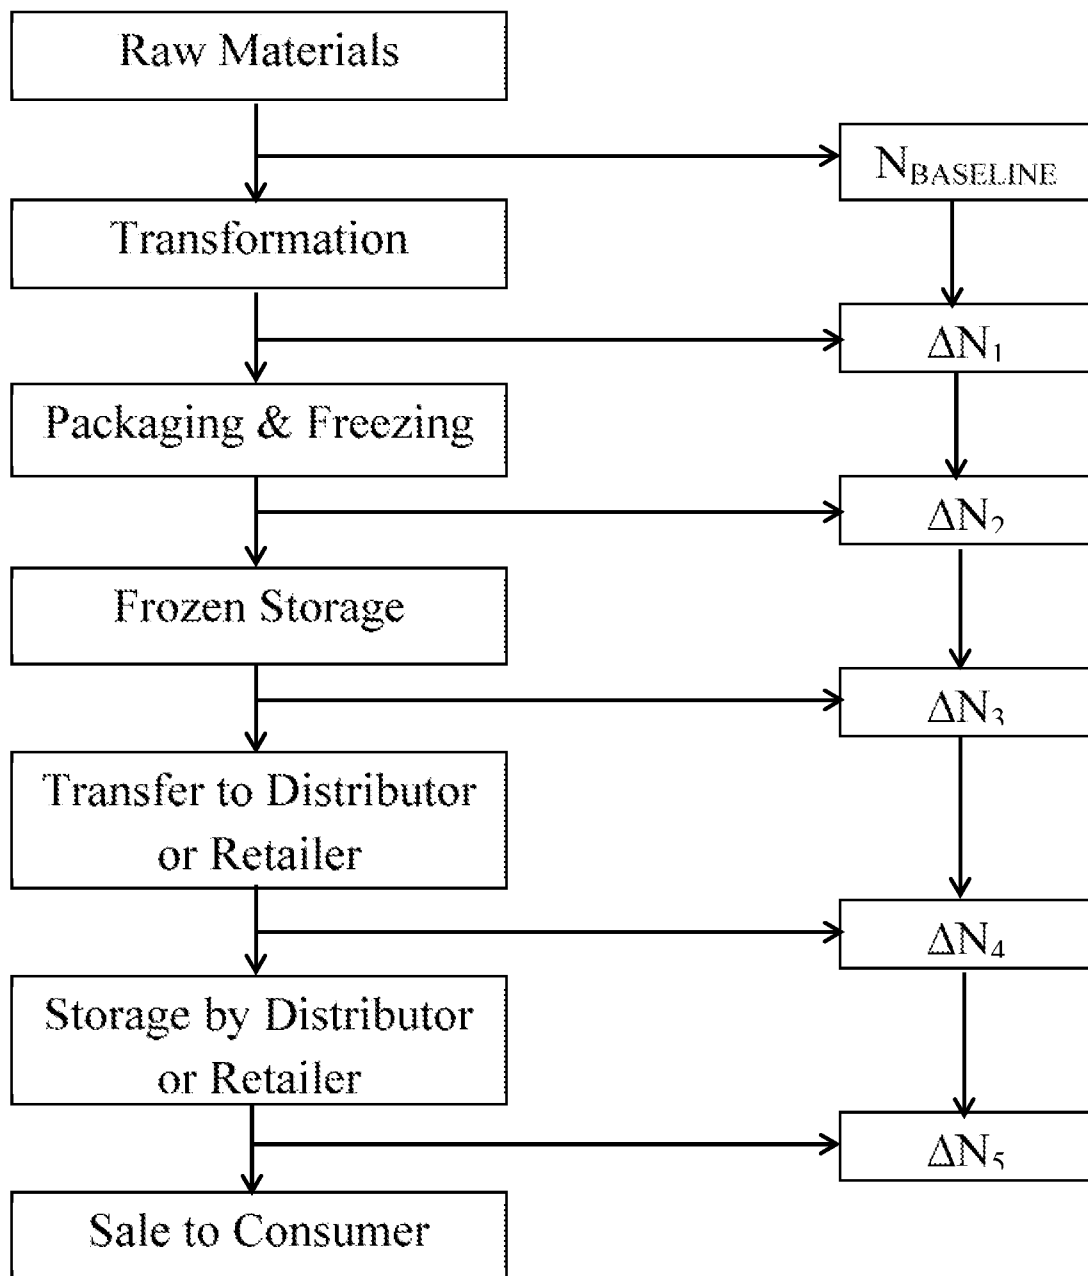 Raw Materials
N_BASELINE
Transformation
ΔN₁
Packaging & Freezing
ΔN₂
Frozen Storage
ΔN₃
Transfer to Distributor
or Retailer
ΔN₄
Storage by Distributor
or Retailer
ΔN₅
Sale to Consumer